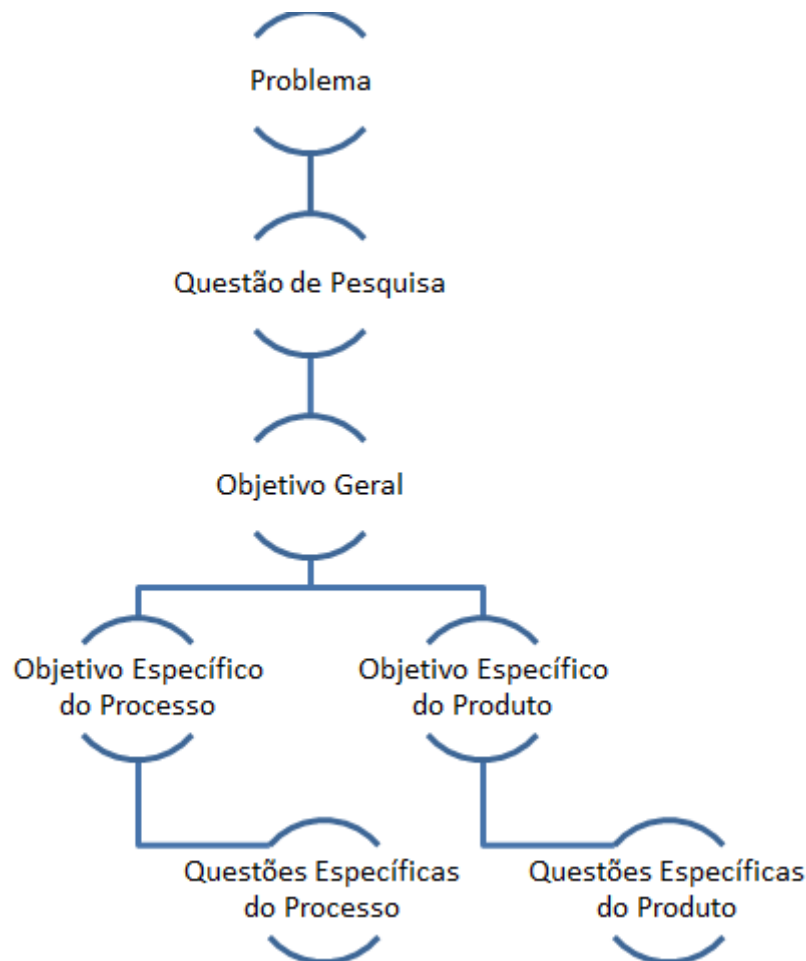 Problema
Questão de Pesquisa
Objetivo Geral
Objetivo Específico
do Processo
Objetivo Específico
do Produto
Questões Específicas
do Processo
Questões Específicas
do Produto